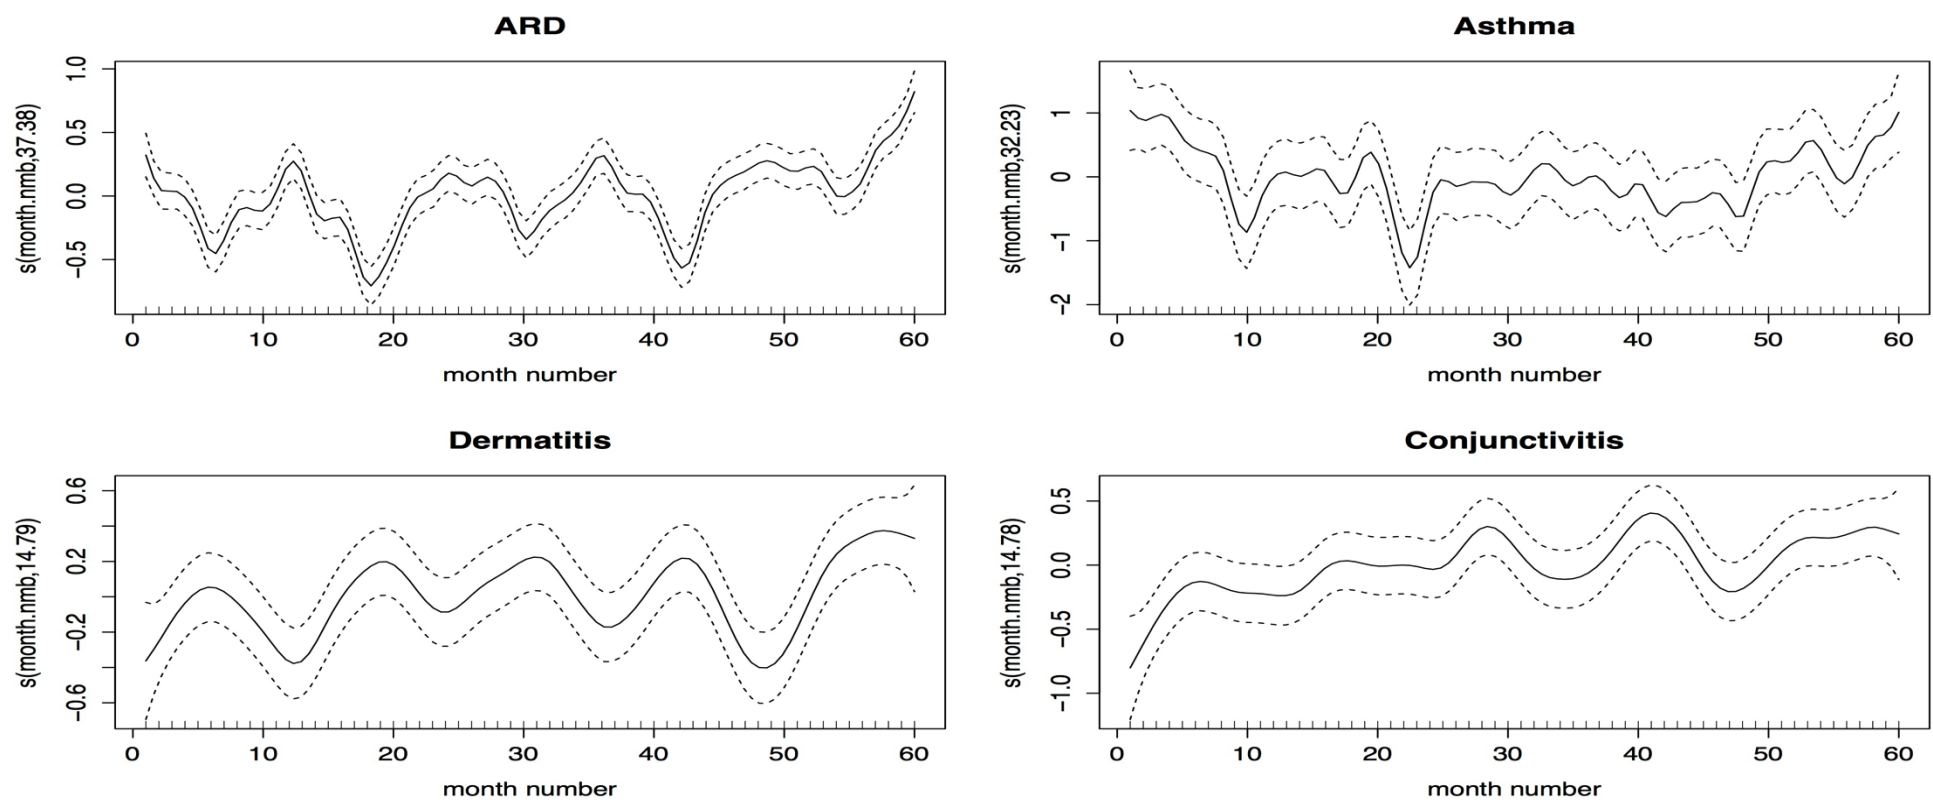 ARD
s(month.nmb,37.38)
1.0
0.5
0.0
−0.5
0 10 20 30 40 50 60
month number
Asthma
s(month.nmb,32.23)
1
0
−1
−2
0 10 20 30 40 50 60
month number
Dermatitis
s(month.nmb,14.79)
0.6
0.2
−0.2
−0.6
0 10 20 30 40 50 60
month number
Conjunctivitis
s(month.nmb,14.78)
0.5
0.0
−0.5
−1.0
0 10 20 30 40 50 60
month number